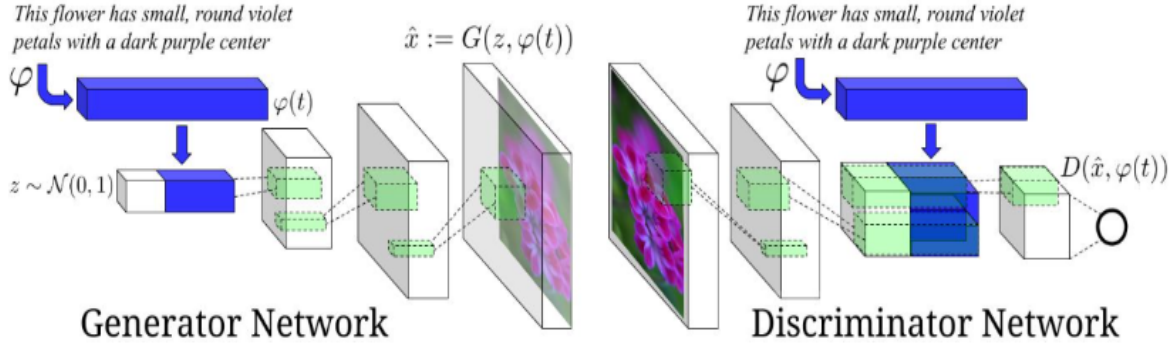 This flower has small, round violet
petals with a dark purple center
φ
φ(t)
z ∼ 𝒩(0, 1)
x̂ := G(z, φ(t))
Generator Network
This flower has small, round violet
petals with a dark purple center
φ
D(x̂, φ(t))
Discriminator Network